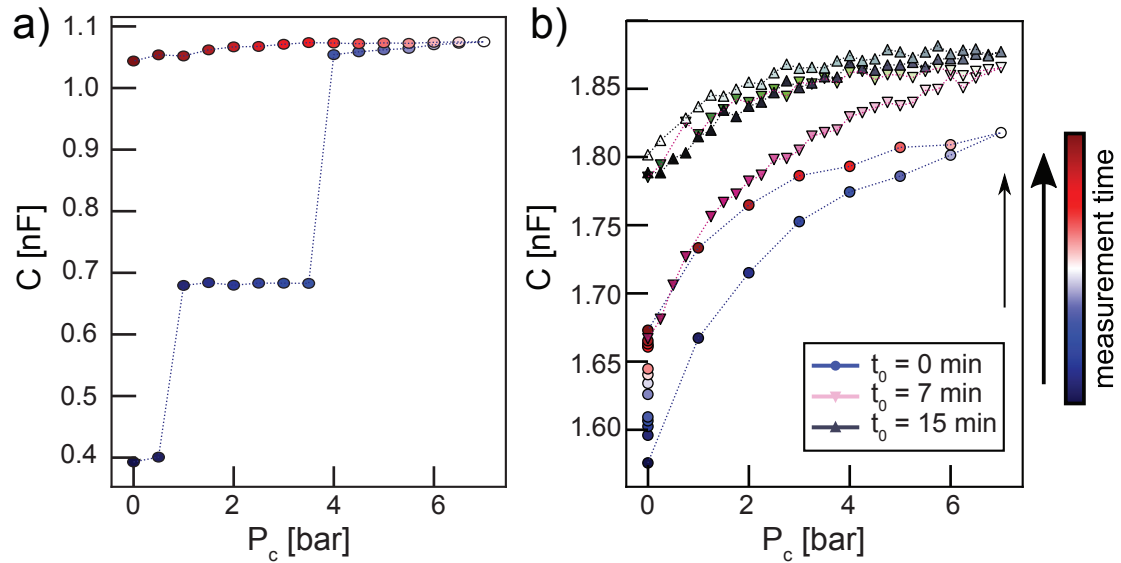 a)
1.1
1.0
0.9
0.8
0.7
0.6
0.5
0.4
C [nF]
0
2
4
6
P_c [bar]
b)
1.85
1.80
1.75
1.70
1.65
1.60
C [nF]
0
2
4
6
P_c [bar]
t_0 = 0 min
t_0 = 7 min
t_0 = 15 min
measurement time